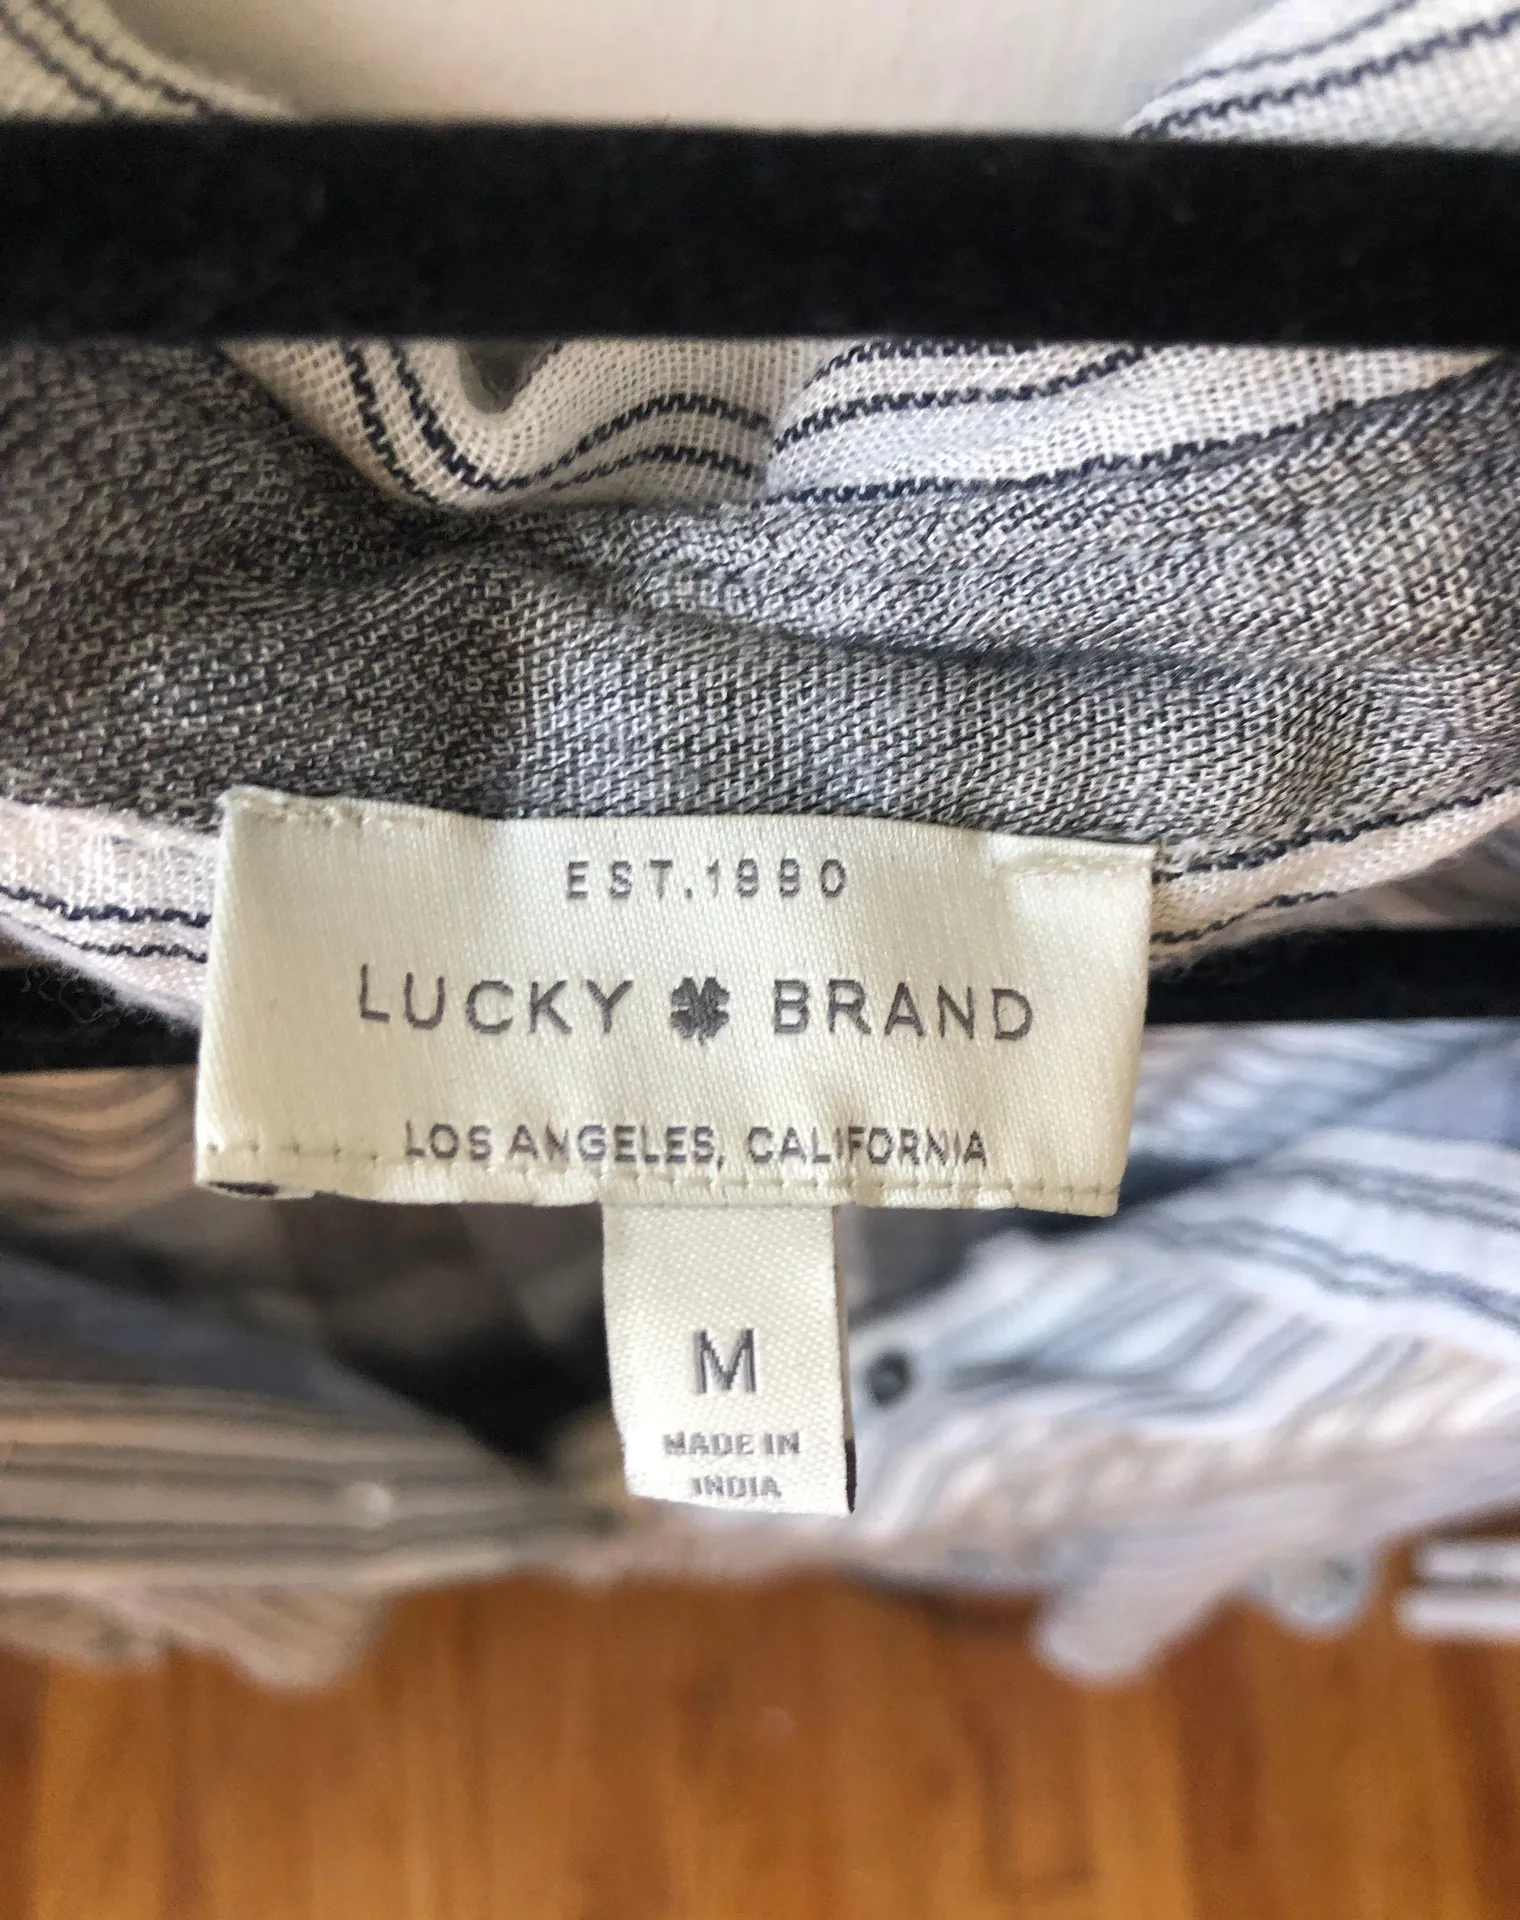 EST.1990
LUCKY BRAND
LOS ANGELES, CALIFORNIA
M
MADE IN
INDIA